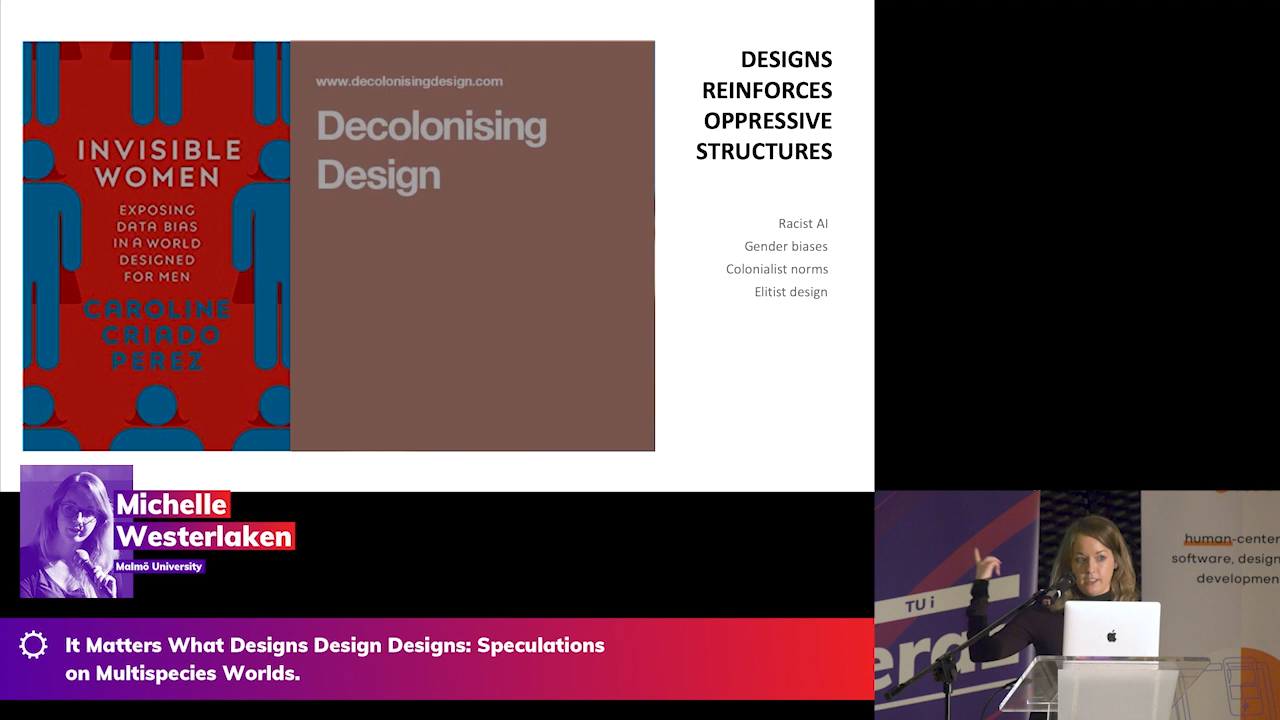 www.decolonisingdesign.com
Decolonising
Design
INVISIBLE
WOMEN
EXPOSING
DATA BIAS
IN A WORLD
DESIGNED
FOR MEN
CAROLINE
CRIADO
PEREZ
DESIGNS
REINFORCES
OPPRESSIVE
STRUCTURES
Racist AI
Gender biases
Colonialist norms
Elitist design
Michelle
Westerlaken
Malmö University
It Matters What Designs Design Designs: Speculations
on Multispecies Worlds.
TU i
teraz
human-center
software, design
developmen